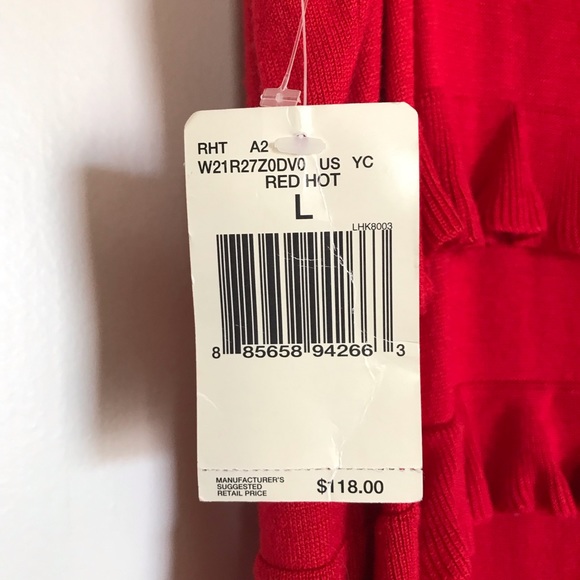 RHT A2
W21R27Z0DV0 US YC
RED HOT
L
LHK8003
8 85658 94266 3
MANUFACTURER'S
SUGGESTED
RETAIL PRICE
$118.00